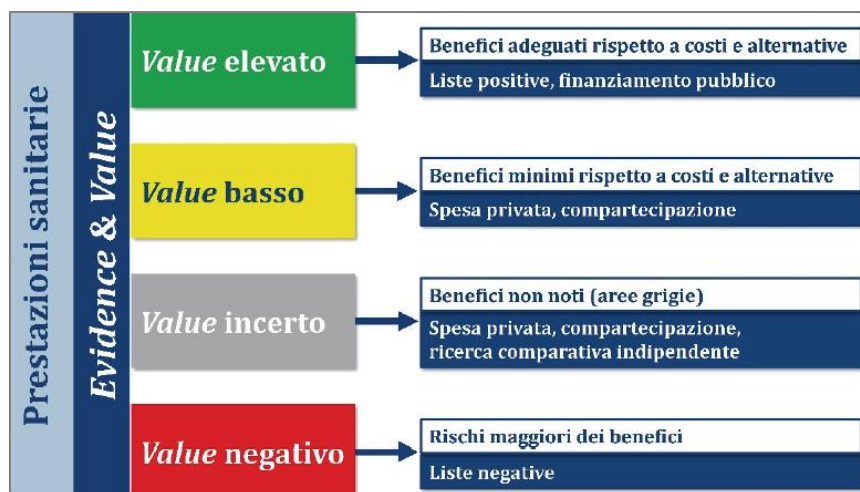 Prestazioni sanitarie
Evidence & Value
Value elevato
Benefici adeguati rispetto a costi e alternative
Liste positive, finanziamento pubblico
Value basso
Benefici minimi rispetto a costi e alternative
Spesa privata, compartecipazione
Value incerto
Benefici non noti (aree grigie)
Spesa privata, compartecipazione,
ricerca comparativa indipendente
Value negativo
Rischi maggiori dei benefici
Liste negative